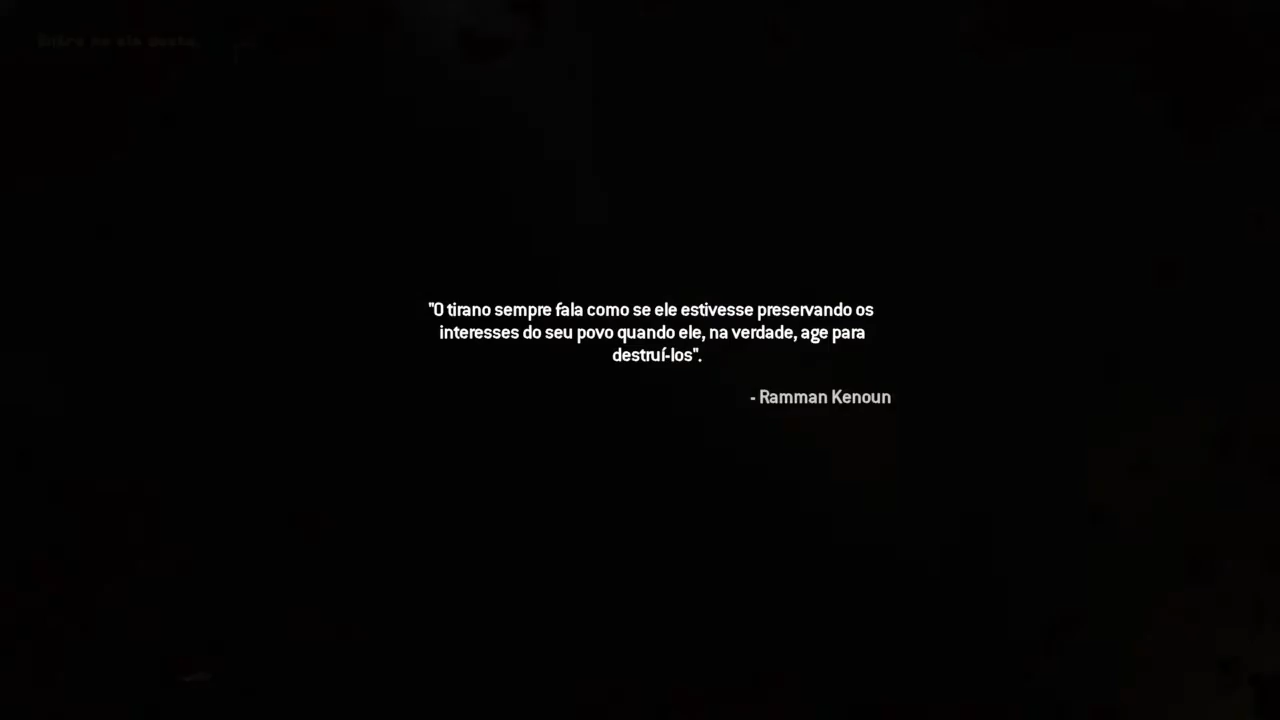 "O tirano sempre fala como se ele estivesse preservando os
interesses do seu povo quando ele, na verdade, age para
destruí-los".
- Ramman Kenoun